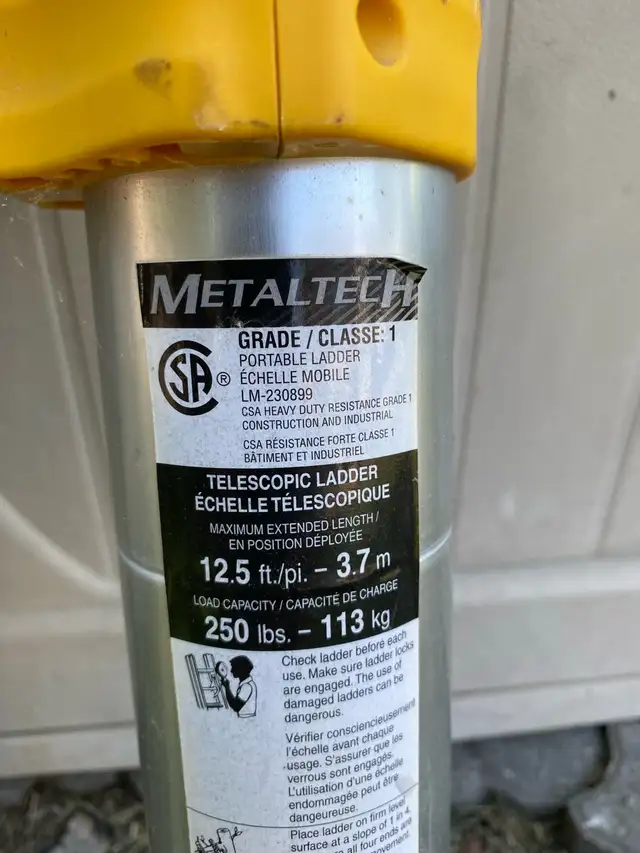 METALTECH
GRADE / CLASSE: 1
PORTABLE LADDER
ÉCHELLE MOBILE
CSA ®
LM-230899
CSA HEAVY DUTY RESISTANCE GRADE 1
CONSTRUCTION AND INDUSTRIAL
CSA RÉSISTANCE FORTE CLASSE 1
BÂTIMENT ET INDUSTRIEL
TELESCOPIC LADDER
ÉCHELLE TÉLESCOPIQUE
MAXIMUM EXTENDED LENGTH /
EN POSITION DÉPLOYÉE
12.5 ft./pi. – 3.7 m
LOAD CAPACITY / CAPACITÉ DE CHARGE
250 lbs. – 113 kg
Check ladder before each
use. Make sure ladder locks
are engaged. The use of
damaged ladders can be
dangerous.
Vérifier consciencieusement
l'échelle avant chaque
usage. S'assurer que les
verrous sont engagés.
L'utilisation d'une échelle
endommagée peut être
dangeureuse.
Place ladder on firm level
surface at a slope of 1 in 4.
all four ends are